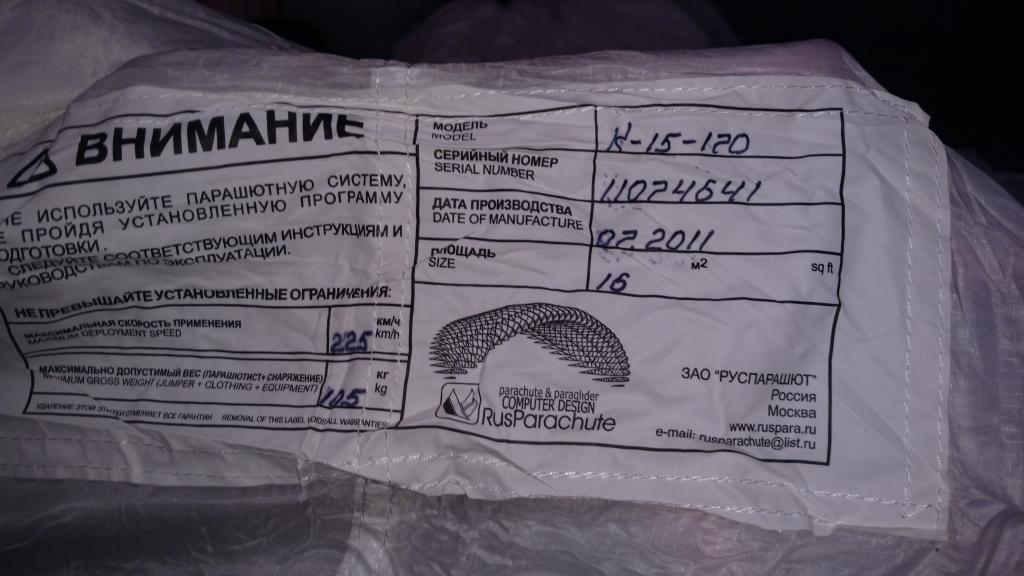 ВНИМАНИЕ
НЕ ИСПОЛЬЗУЙТЕ ПАРАШЮТНУЮ СИСТЕМУ,
НЕ ПРОЙДЯ УСТАНОВЛЕННУЮ ПРОГРАММУ
ПОДГОТОВКИ.
СЛЕДУЙТЕ СООТВЕТСТВУЮЩИМ ИНСТРУКЦИЯМ И
РУКОВОДСТВАМ ПО ЭКСПЛУАТАЦИИ.
НЕ ПРЕВЫШАЙТЕ УСТАНОВЛЕННЫЕ ОГРАНИЧЕНИЯ:
МАКСИМАЛЬНАЯ СКОРОСТЬ ПРИМЕНЕНИЯ
MAXIMUM DEPLOYMENT SPEED
225
км/ч
km/h
МАКСИМАЛЬНО ДОПУСТИМЫЙ ВЕС (ПАРАШЮТИСТ+ СНАРЯЖЕНИЕ)
MAXIMUM GROSS WEIGHT (JUMPER + CLOTHING + EQUIPMENT)
105
кг
kg
УДАЛЕНИЕ ЭТОЙ ЭТИКЕТКИ ОТМЕНЯЕТ ВСЕ ГАРАНТИИ REMOVAL OF THIS LABEL VOIDS ALL WARRANTIES
МОДЕЛЬ
MODEL
К-15-120
СЕРИЙНЫЙ НОМЕР
SERIAL NUMBER
11024641
ДАТА ПРОИЗВОДСТВА
DATE OF MANUFACTURE
02.2011
ПЛОЩАДЬ
SIZE
16
м²
sq ft
parachute & paraglider
COMPUTER DESIGN
RusParachute
ЗАО "РУСПАРАШЮТ"
Россия
Москва
www.ruspara.ru
e-mail: rusparachute@list.ru